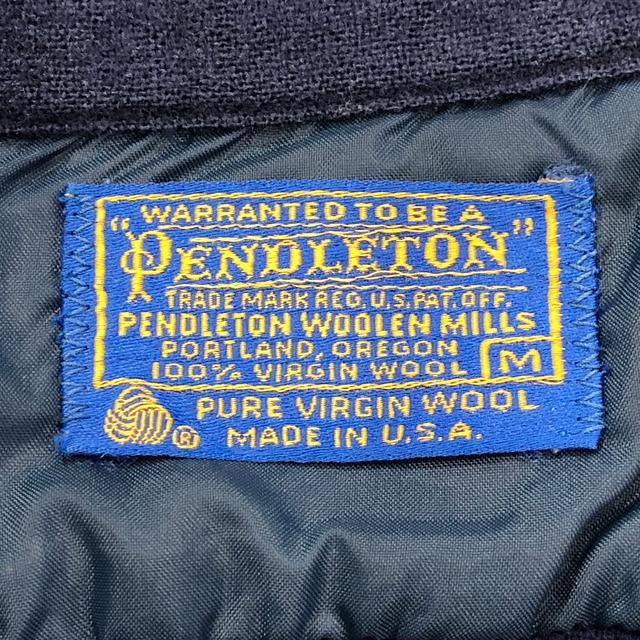 WARRANTED TO BE A
"PENDLETON"
TRADE MARK REG. U.S. PAT. OFF.
PENDLETON WOOLEN MILLS
PORTLAND, OREGON
100% VIRGIN WOOL M
PURE VIRGIN WOOL
® MADE IN U.S.A.